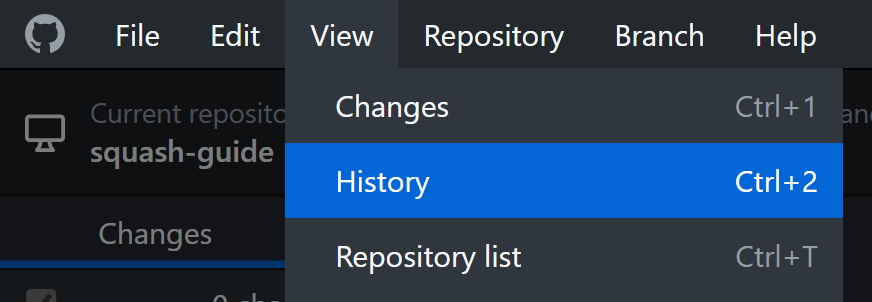 File Edit View Repository Branch Help
Current reposito
squash-guide
Changes Ctrl+1
History Ctrl+2
Repository list Ctrl+T
Changes